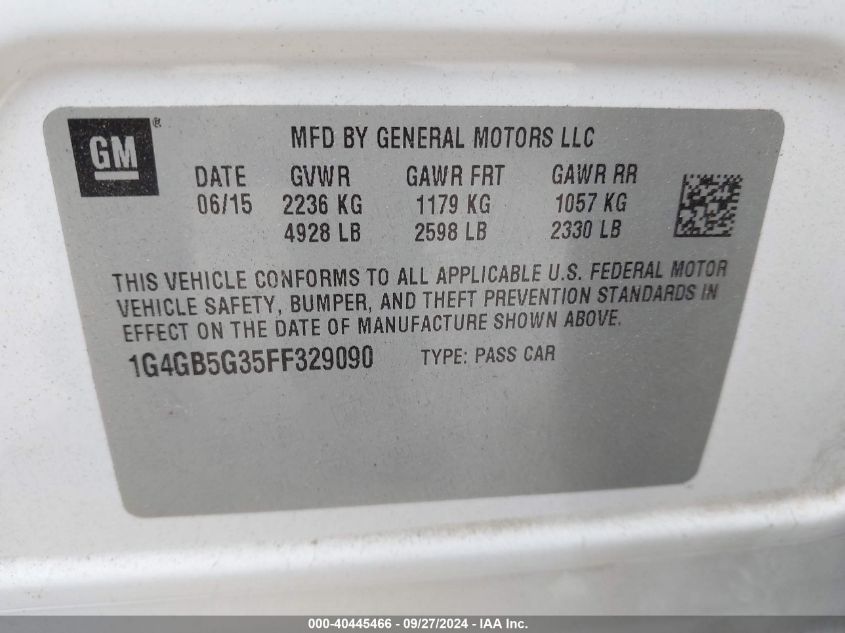 GM®
MFD BY GENERAL MOTORS LLC
DATE GVWR GAWR FRT GAWR RR
06/15 2236 KG 1179 KG 1057 KG
4928 LB 2598 LB 2330 LB
THIS VEHICLE CONFORMS TO ALL APPLICABLE U.S. FEDERAL MOTOR
VEHICLE SAFETY, BUMPER, AND THEFT PREVENTION STANDARDS IN
EFFECT ON THE DATE OF MANUFACTURE SHOWN ABOVE.
1G4GB5G35FF329090 TYPE: PASS CAR
000-40445466 - 09/27/2024 - IAA Inc.